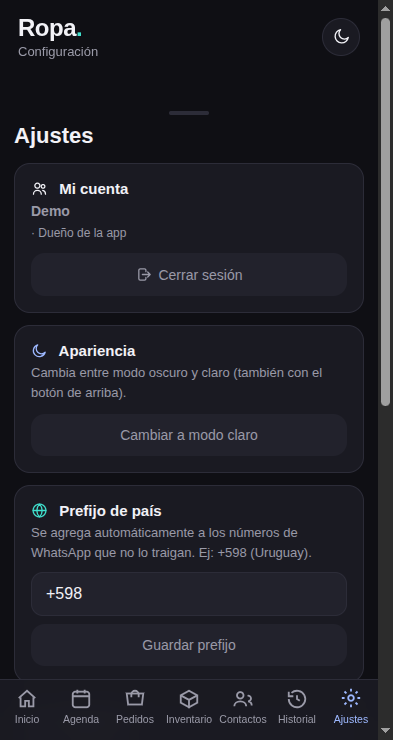 Ropa.
Configuración
Ajustes
Mi cuenta
Demo
· Dueño de la app
Cerrar sesión
Apariencia
Cambia entre modo oscuro y claro (también con el
botón de arriba).
Cambiar a modo claro
Prefijo de país
Se agrega automáticamente a los números de
WhatsApp que no lo traigan. Ej: +598 (Uruguay).
+598
Guardar prefijo
Inicio Agenda Pedidos Inventario Contactos Historial Ajustes